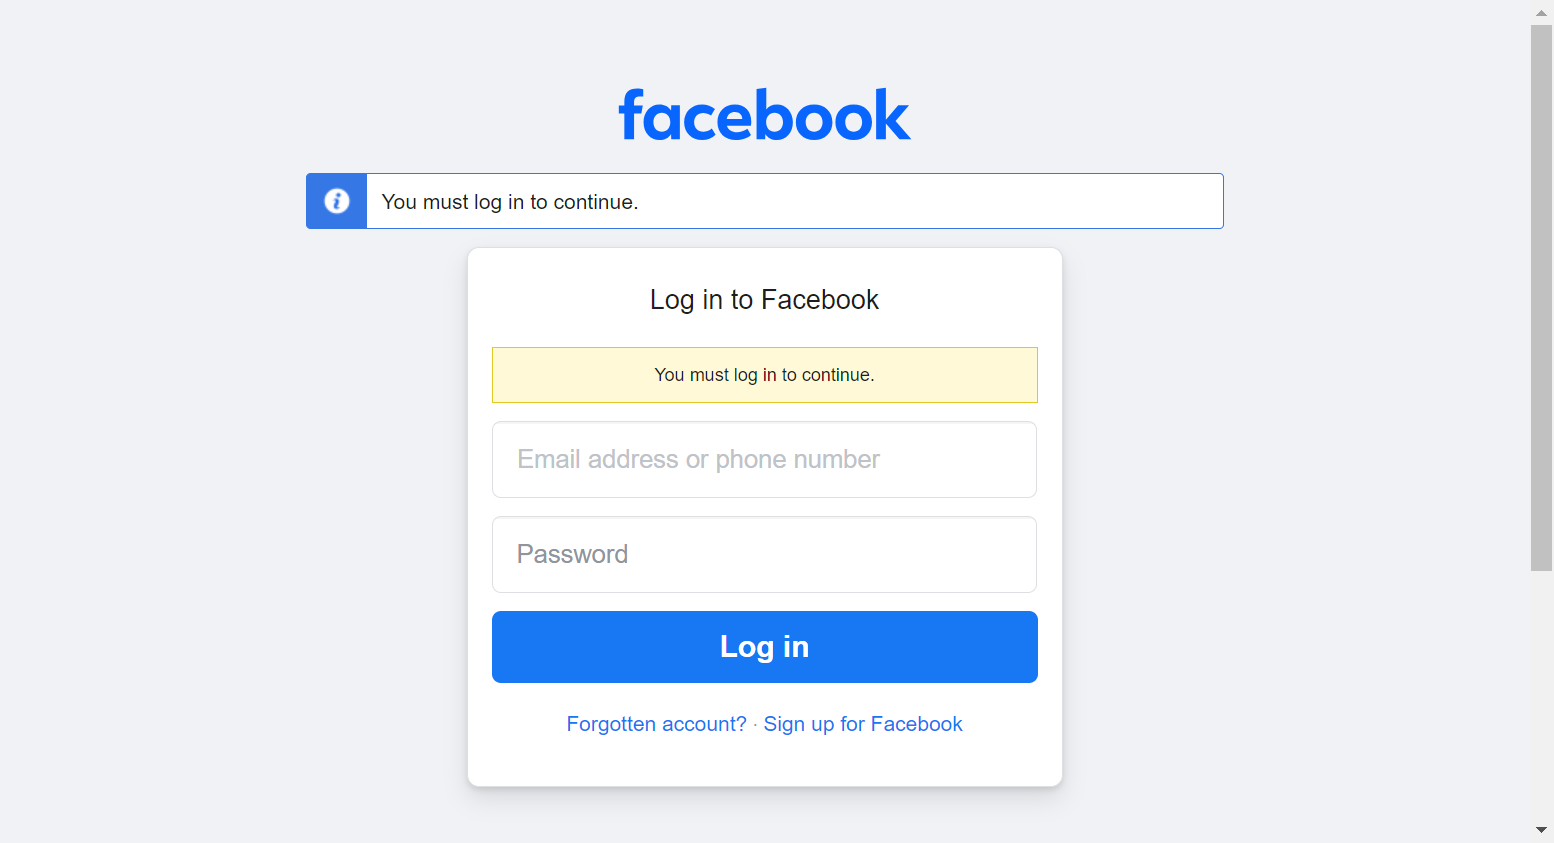 facebook
You must log in to continue.
Log in to Facebook
You must log in to continue.
Email address or phone number
Password
Log in
Forgotten account? · Sign up for Facebook